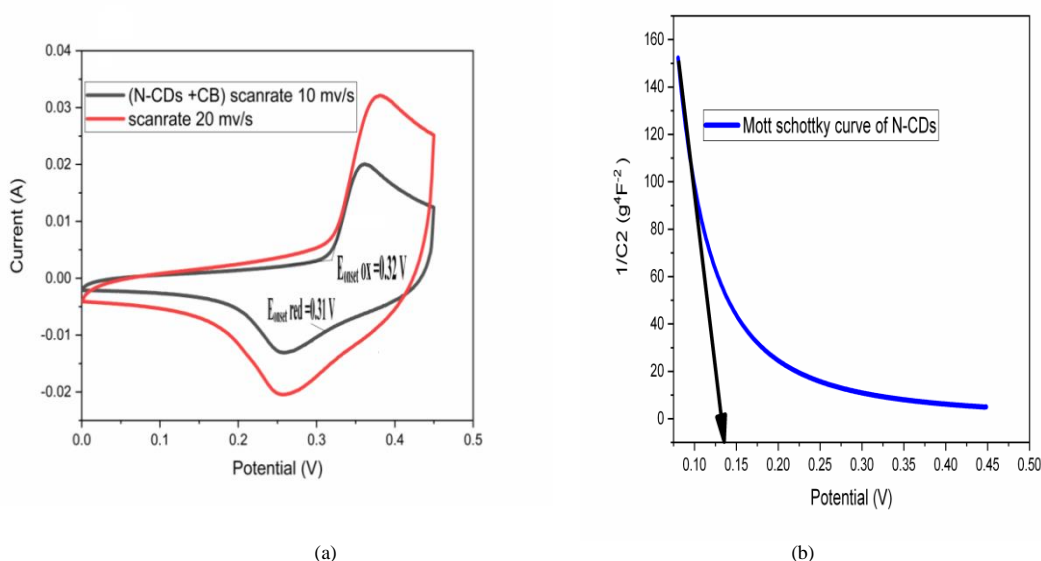 0.04
0.03
0.02
0.01
0.00
-0.01
-0.02
0.0 0.1 0.2 0.3 0.4 0.5
Current (A)
Potential (V)
(N-CDs +CB) scanrate 10 mv/s
scanrate 20 mv/s
E onset ox =0.32 V
E onset red =0.31 V
(a)
160
140
120
100
80
60
40
20
0
0.10 0.15 0.20 0.25 0.30 0.35 0.40 0.45 0.50
1/C2 (g⁴F⁻²)
Potential (V)
Mott schottky curve of N-CDs
(b)